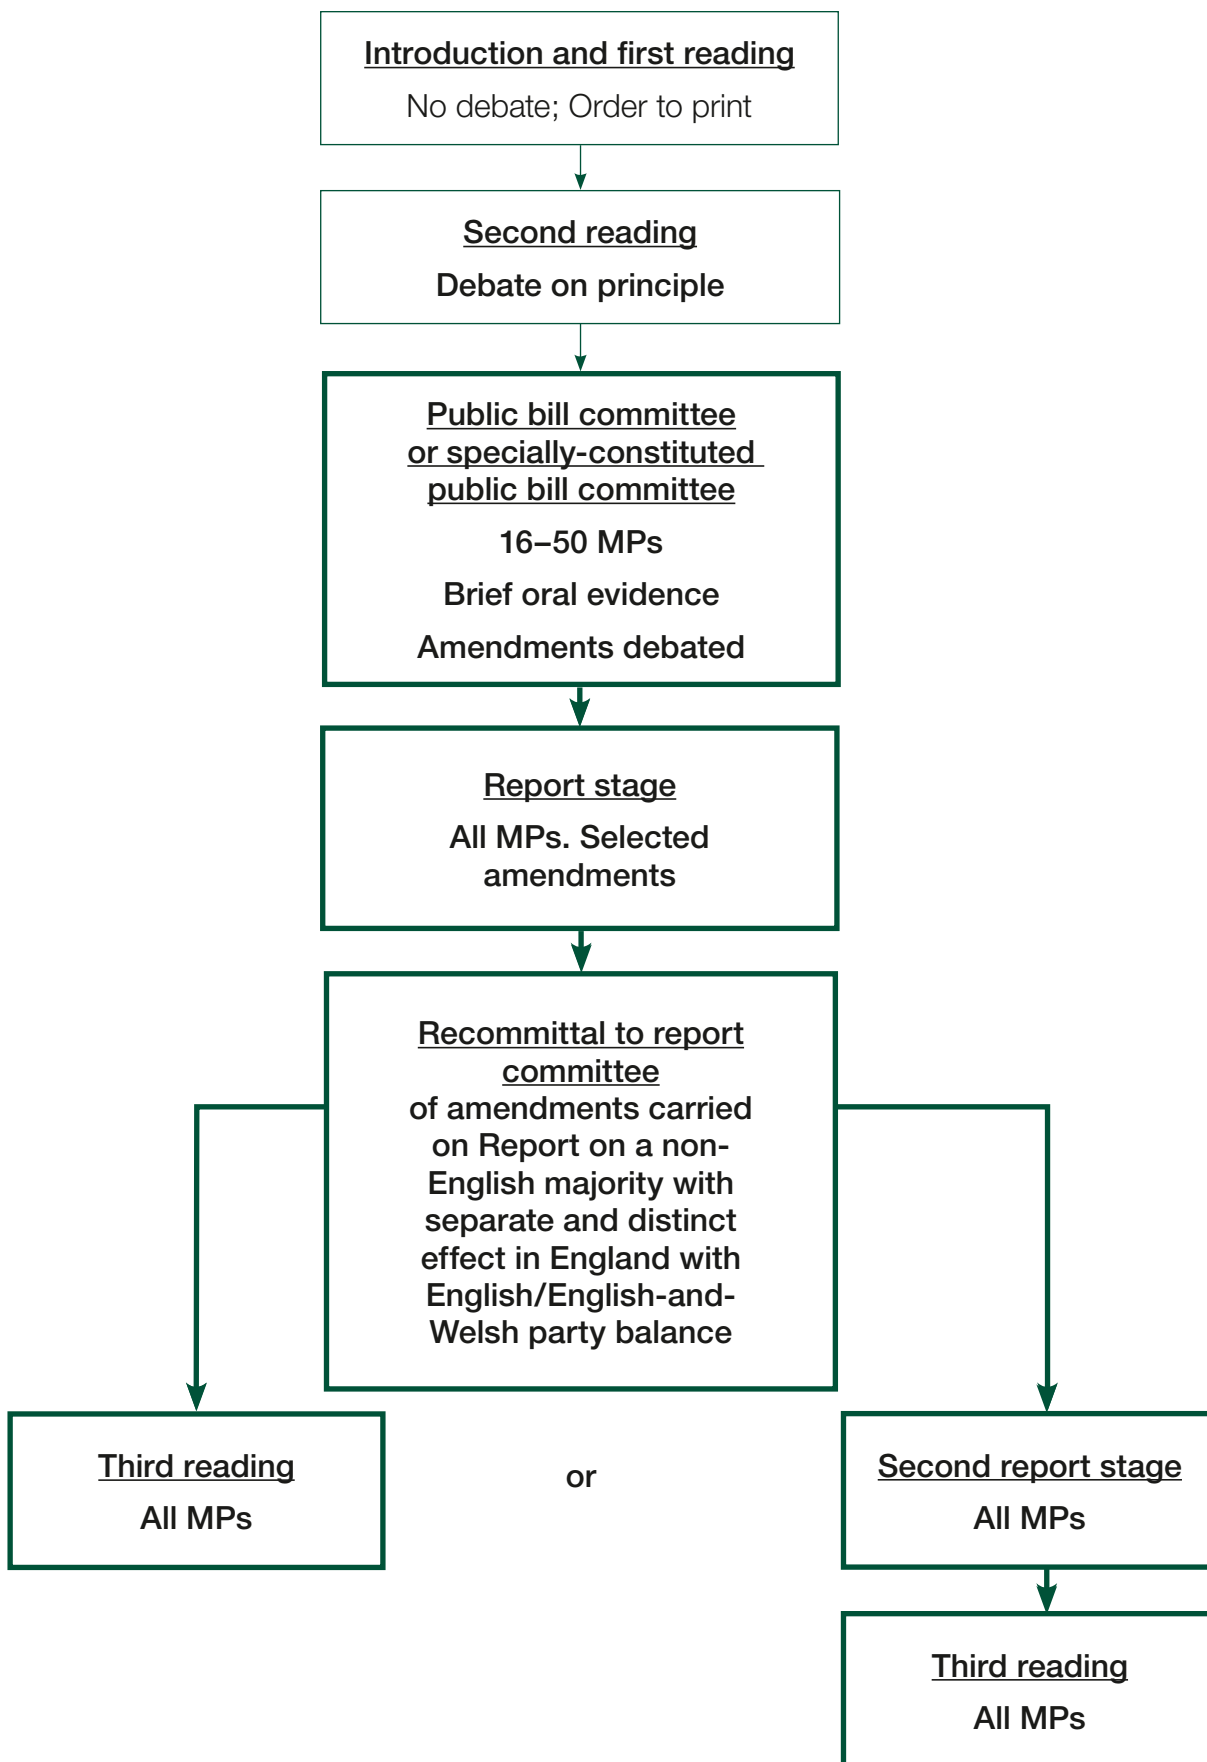 Introduction and first reading
No debate; Order to print
Second reading
Debate on principle
Public bill committee
or specially-constituted
public bill committee
16–50 MPs
Brief oral evidence
Amendments debated
Report stage
All MPs. Selected
amendments
Recommittal to report
committee
of amendments carried
on Report on a non-
English majority with
separate and distinct
effect in England with
English/English-and-
Welsh party balance
Third reading
All MPs
or
Second report stage
All MPs
Third reading
All MPs